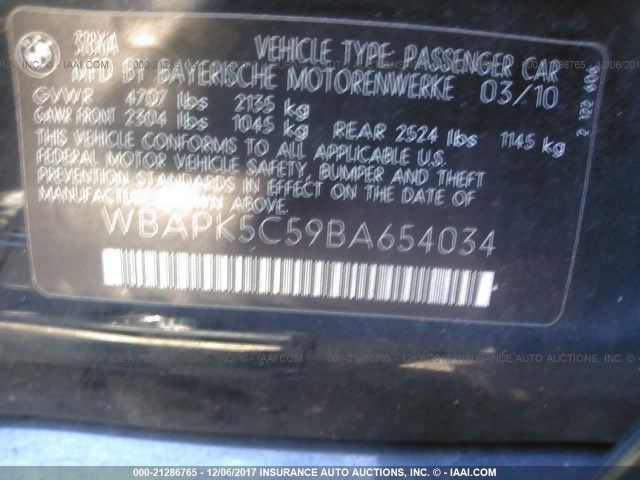 BMW
328XiA
VEHICLE TYPE: PASSENGER CAR
MFD BY BAYERISCHE MOTORENWERKE 03/10
GVWR 4707 lbs 2135 kg
GAWR FRONT 2304 lbs 1045 kg REAR 2524 lbs 1145 kg
THIS VEHICLE CONFORMS TO ALL APPLICABLE U.S.
FEDERAL MOTOR VEHICLE SAFETY, BUMPER, AND THEFT
PREVENTION STANDARDS IN EFFECT ON THE DATE OF
MANUFACTURE SHOWN ABOVE.
WBAPK5C59BA654034
000-21286765 12/06/2017 INSURANCE AUTO AUCTIONS, INC. - © IAAI.COM